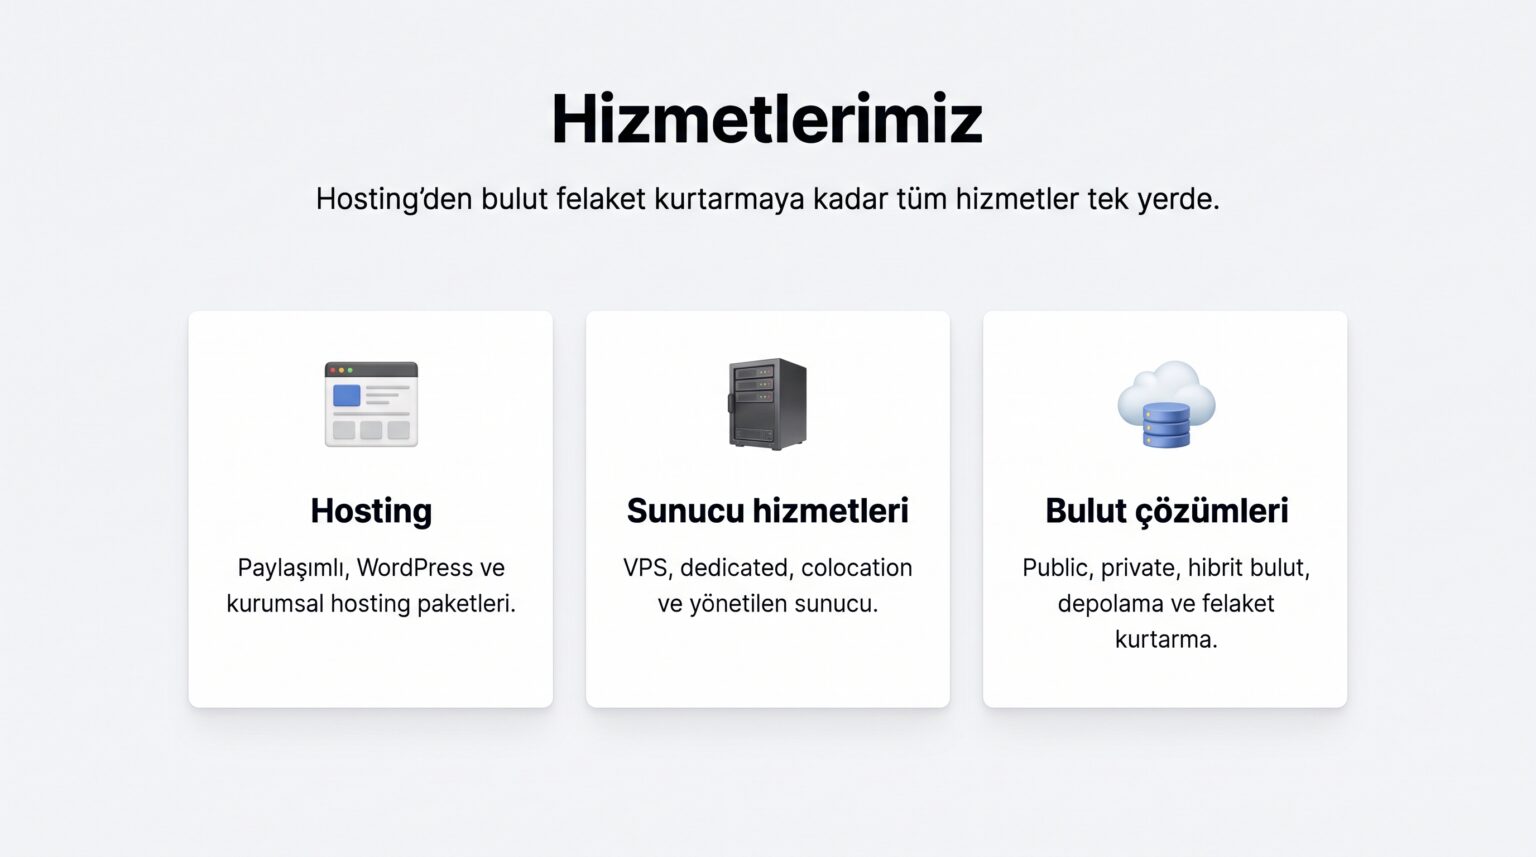 Hizmetlerimiz
Hosting’den bulut felaket kurtarmaya kadar tüm hizmetler tek yerde.
Hosting
Paylaşımlı, WordPress ve
kurumsal hosting paketleri.
Sunucu hizmetleri
VPS, dedicated, colocation
ve yönetilen sunucu.
Bulut çözümleri
Public, private, hibrit bulut,
depolama ve felaket
kurtarma.